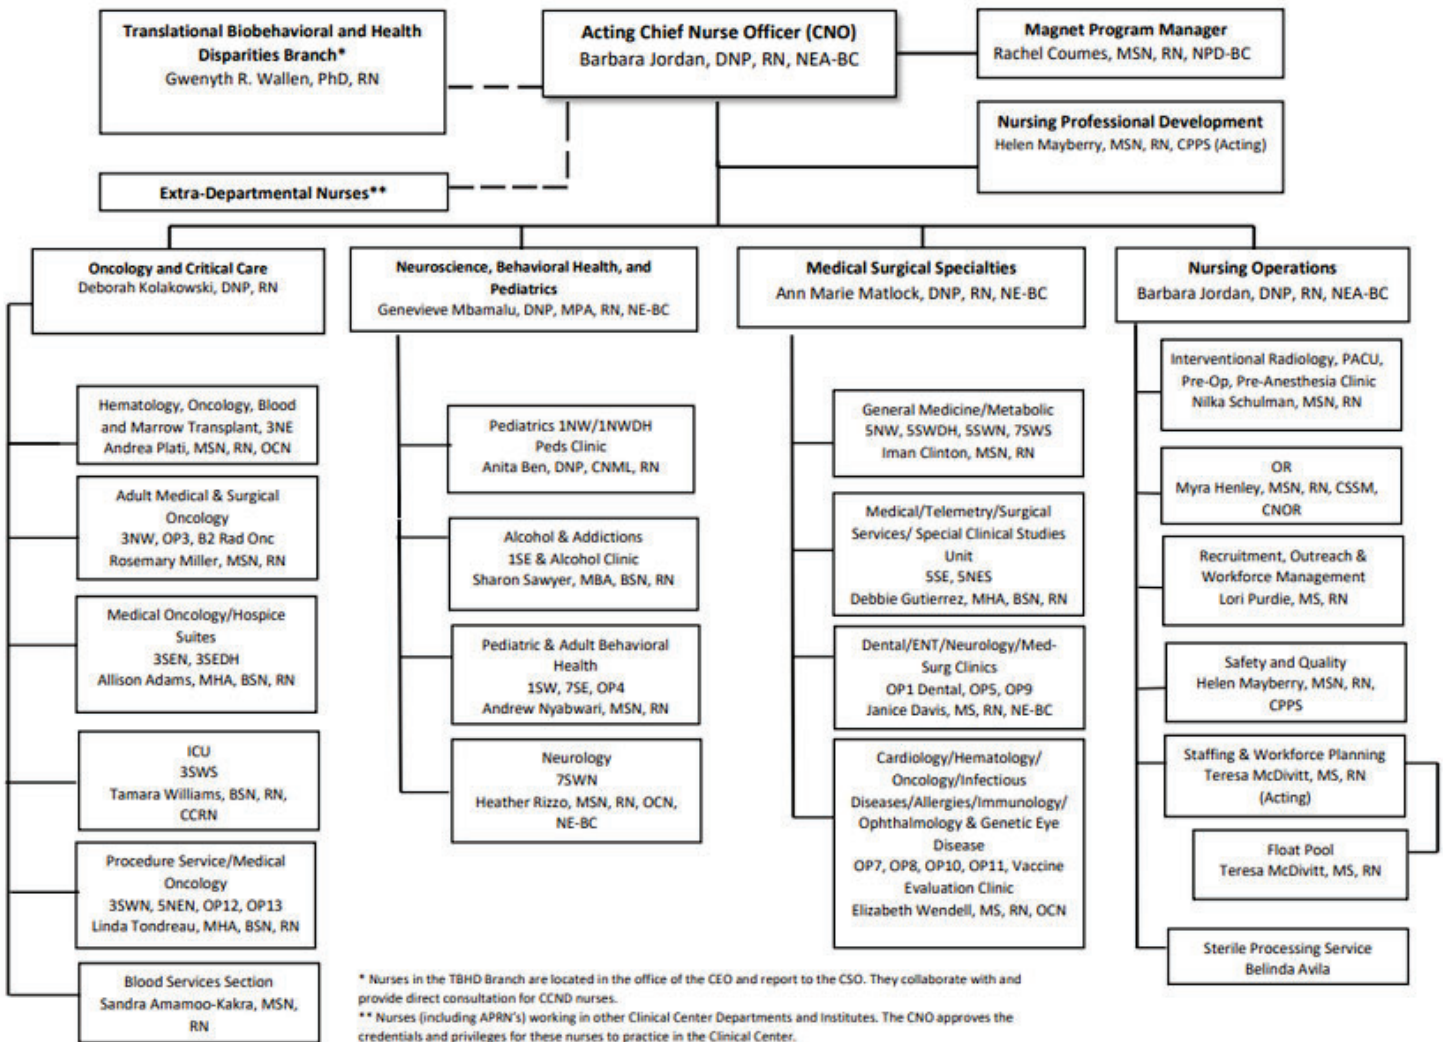 Translational Biobehavioral and Health
Disparities Branch*
Gwenyth R. Wallen, PhD, RN
Acting Chief Nurse Officer (CNO)
Barbara Jordan, DNP, RN, NEA-BC
Magnet Program Manager
Rachel Coumes, MSN, RN, NPD-BC
Nursing Professional Development
Helen Mayberry, MSN, RN, CPPS (Acting)
Extra-Departmental Nurses**
Oncology and Critical Care
Deborah Kolakowski, DNP, RN
Hematology, Oncology, Blood
and Marrow Transplant, 3NE
Andrea Plati, MSN, RN, OCN
Adult Medical & Surgical
Oncology
3NW, OP3, B2 Rad Onc
Rosemary Miller, MSN, RN
Medical Oncology/Hospice
Suites
3SEN, 3SEDH
Allison Adams, MHA, BSN, RN
ICU
3SWS
Tamara Williams, BSN, RN,
CCRN
Procedure Service/Medical
Oncology
3SWN, 5NEN, OP12, OP13
Linda Tondreau, MHA, BSN, RN
Blood Services Section
Sandra Amamoo-Kakra, MSN,
RN
Neuroscience, Behavioral Health, and
Pediatrics
Genevieve Mbamalu, DNP, MPA, RN, NE-BC
Pediatrics 1NW/1NWDH
Peds Clinic
Anita Ben, DNP, CNML, RN
Alcohol & Addictions
1SE & Alcohol Clinic
Sharon Sawyer, MBA, BSN, RN
Pediatric & Adult Behavioral
Health
1SW, 7SE, OP4
Andrew Nyabwari, MSN, RN
Neurology
7SWN
Heather Rizzo, MSN, RN, OCN,
NE-BC
Medical Surgical Specialties
Ann Marie Matlock, DNP, RN, NE-BC
General Medicine/Metabolic
5NW, 5SWDH, 5SWN, 7SWS
Iman Clinton, MSN, RN
Medical/Telemetry/Surgical
Services/ Special Clinical Studies
Unit
5SE, 5NES
Debbie Gutierrez, MHA, BSN, RN
Dental/ENT/Neurology/Med-
Surg Clinics
OP1 Dental, OP5, OP9
Janice Davis, MS, RN, NE-BC
Cardiology/Hematology/
Oncology/Infectious
Diseases/Allergies/Immunology/
Ophthalmology & Genetic Eye
Disease
OP7, OP8, OP10, OP11, Vaccine
Evaluation Clinic
Elizabeth Wendell, MS, RN, OCN
Nursing Operations
Barbara Jordan, DNP, RN, NEA-BC
Interventional Radiology, PACU,
Pre-Op, Pre-Anesthesia Clinic
Nilka Schulman, MSN, RN
OR
Myra Henley, MSN, RN, CSSM,
CNOR
Recruitment, Outreach &
Workforce Management
Lori Purdie, MS, RN
Safety and Quality
Helen Mayberry, MSN, RN,
CPPS
Staffing & Workforce Planning
Teresa McDivitt, MS, RN
(Acting)
Float Pool
Teresa McDivitt, MS, RN
Sterile Processing Service
Belinda Avila
* Nurses in the TBHD Branch are located in the office of the CEO and report to the CSO. They collaborate with and
provide direct consultation for CCND nurses.
** Nurses (including APRN's) working in other Clinical Center Departments and Institutes. The CNO approves the
credentials and privileges for these nurses to practice in the Clinical Center.